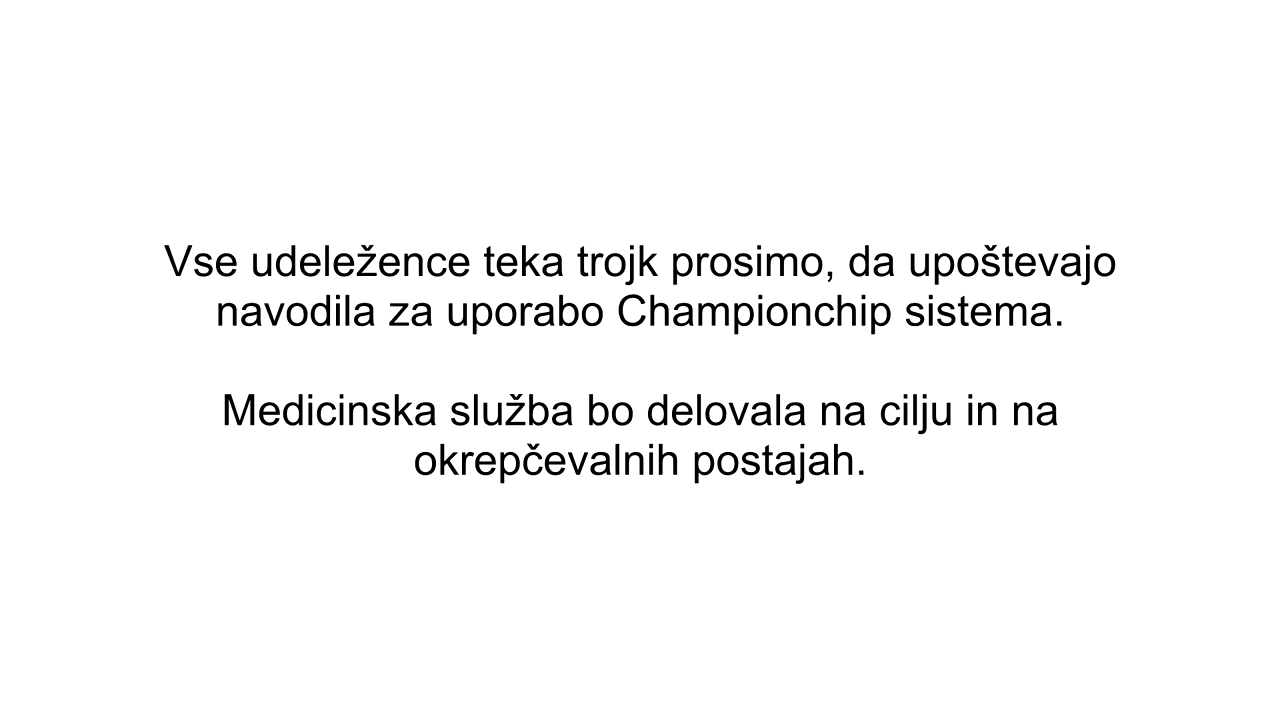 Vse udeležence teka trojk prosimo, da upoštevajo
navodila za uporabo Championchip sistema.
Medicinska služba bo delovala na cilju in na
okrepčevalnih postajah.